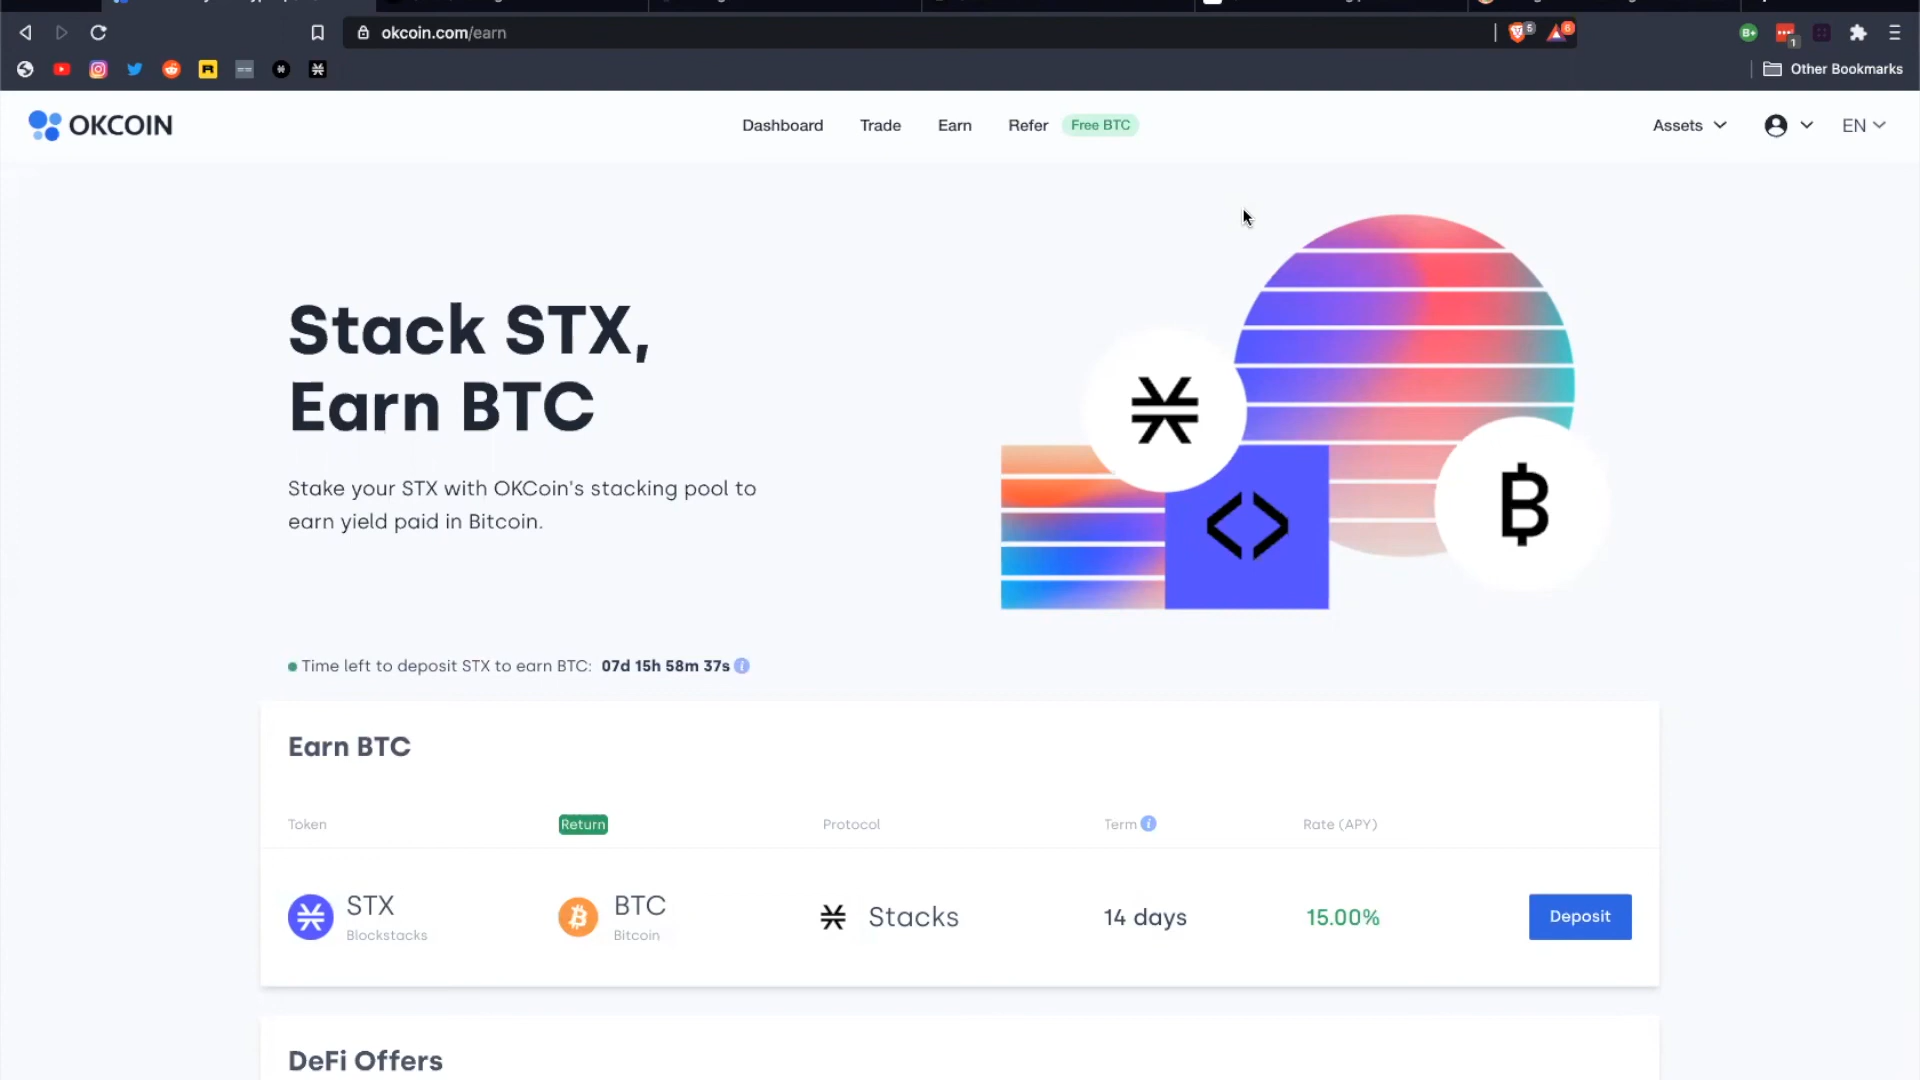 okcoin.com/earn
5
6
B+
1
Other Bookmarks
OKCOIN
Dashboard
Trade
Earn
Refer
Free BTC
Assets
EN
Stack STX,
Earn BTC
Stake your STX with OKCoin's stacking pool to
earn yield paid in Bitcoin.
Time left to deposit STX to earn BTC: 07d 15h 58m 37s
Earn BTC
Token
Return
Protocol
Term
Rate (APY)
STX
Blockstacks
BTC
Bitcoin
Stacks
14 days
15.00%
Deposit
DeFi Offers